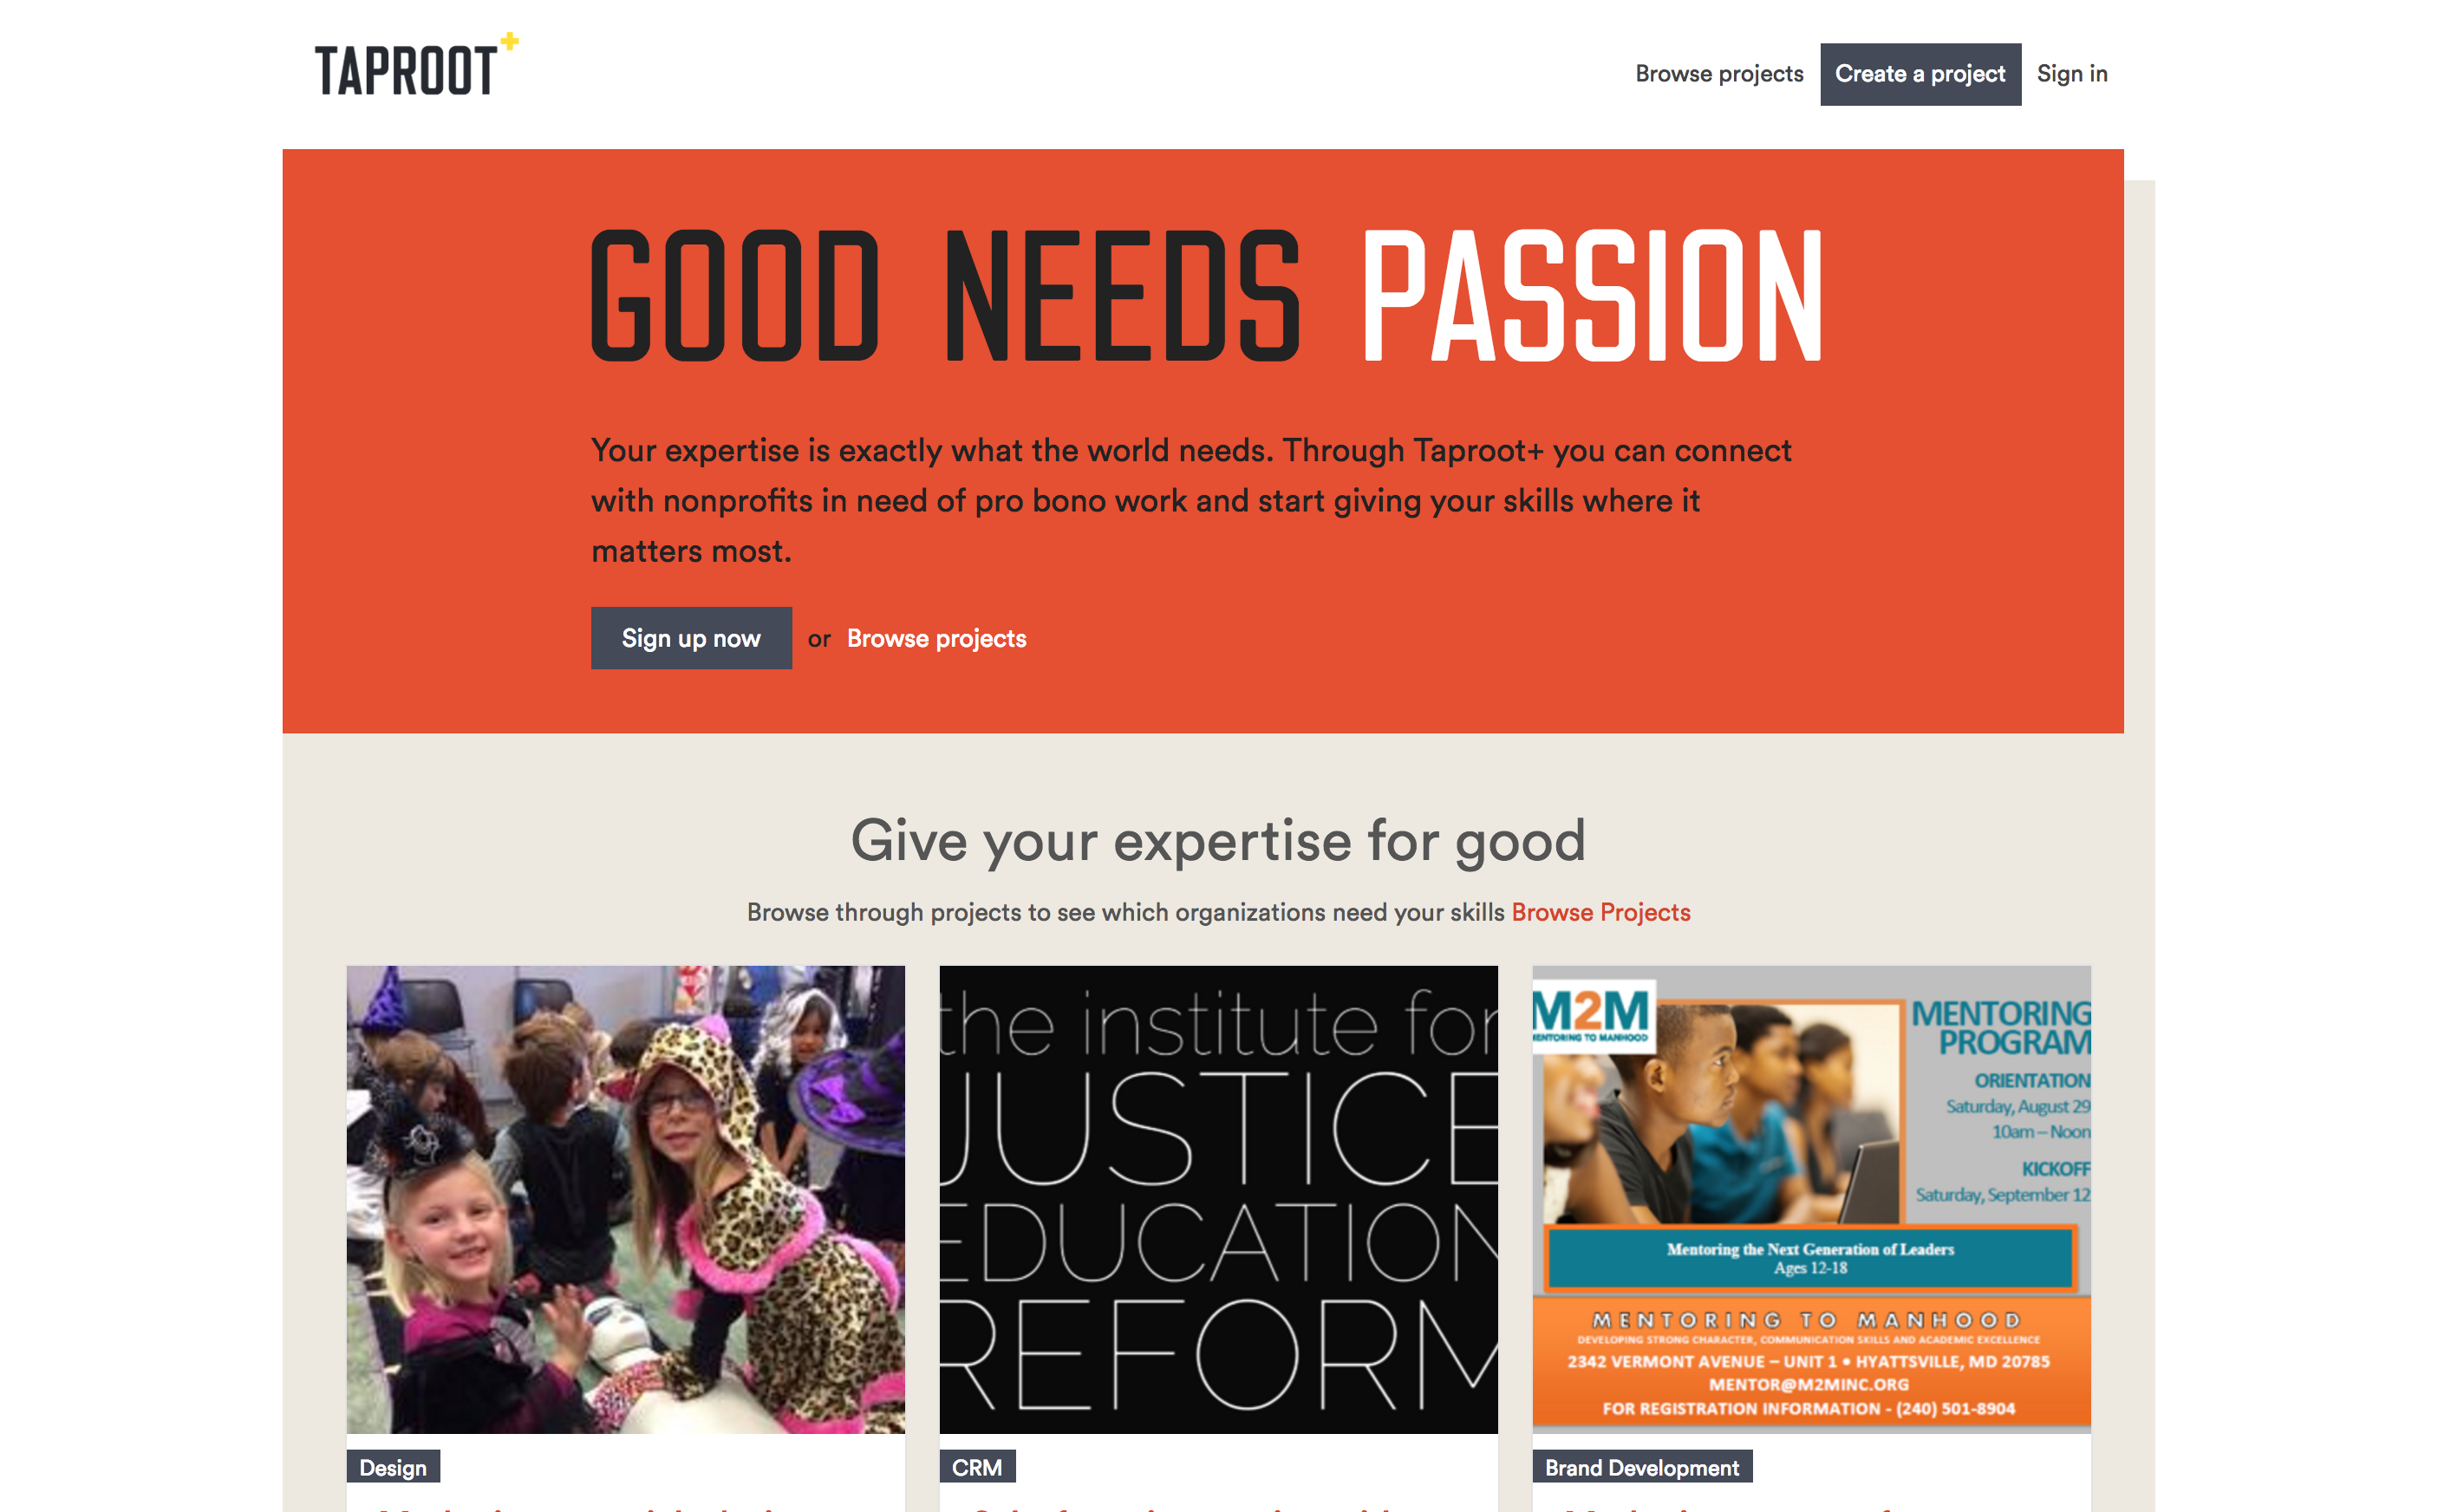 TAPROOT+
Browse projects
Create a project
Sign in
GOOD NEEDS PASSION
Your expertise is exactly what the world needs. Through Taproot+ you can connect
with nonprofits in need of pro bono work and start giving your skills where it
matters most.
Sign up now or Browse projects
Give your expertise for good
Browse through projects to see which organizations need your skills Browse Projects
the institute for
JUSTICE
EDUCATION
REFORM
M2M
MENTORING TO MANHOOD
MENTORING
PROGRAM
ORIENTATION
Saturday, August 29
10am – Noon
KICKOFF
Saturday, September 12
Mentoring the Next Generation of Leaders
Ages 12-18
MENTORING TO MANHOOD
DEVELOPING STRONG CHARACTER, COMMUNICATION SKILLS AND ACADEMIC EXCELLENCE
2342 VERMONT AVENUE – UNIT 1 • HYATTSVILLE, MD 20785
MENTOR@M2MINC.ORG
FOR REGISTRATION INFORMATION - (240) 501-8904
Design
CRM
Brand Development